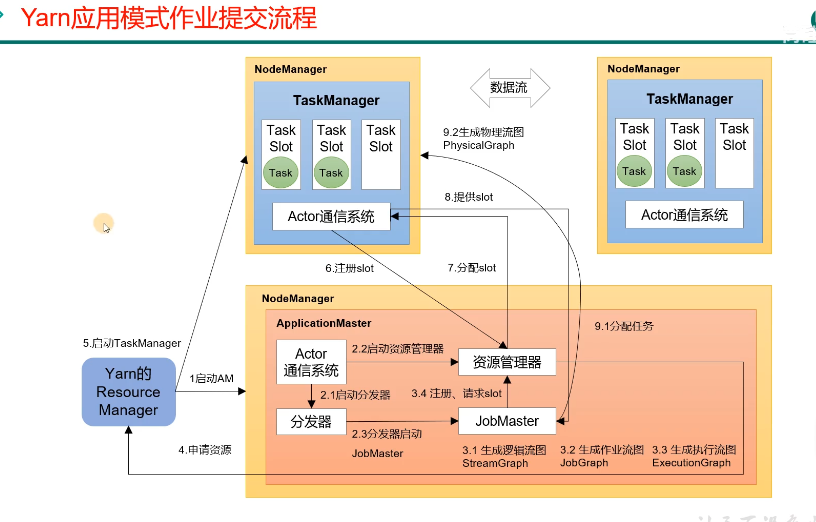 Yarn应用模式作业提交流程
NodeManager
TaskManager
Task
Slot
Task
Task
Slot
Task
Task
Slot
Actor通信系统
数据流
NodeManager
TaskManager
Task
Slot
Task
Task
Slot
Task
Task
Slot
Actor通信系统
9.2生成物理流图
PhysicalGraph
8.提供slot
6.注册slot
7.分配slot
9.1分配任务
5.启动TaskManager
Yarn的
Resource
Manager
1启动AM
4.申请资源
NodeManager
ApplicationMaster
Actor
通信系统
2.2启动资源管理器
资源管理器
2.1启动分发器
3.4 注册、请求slot
分发器
2.3分发器启动
JobMaster
JobMaster
3.1 生成逻辑流图
StreamGraph
3.2 生成作业流图
JobGraph
3.3 生成执行流图
ExecutionGraph